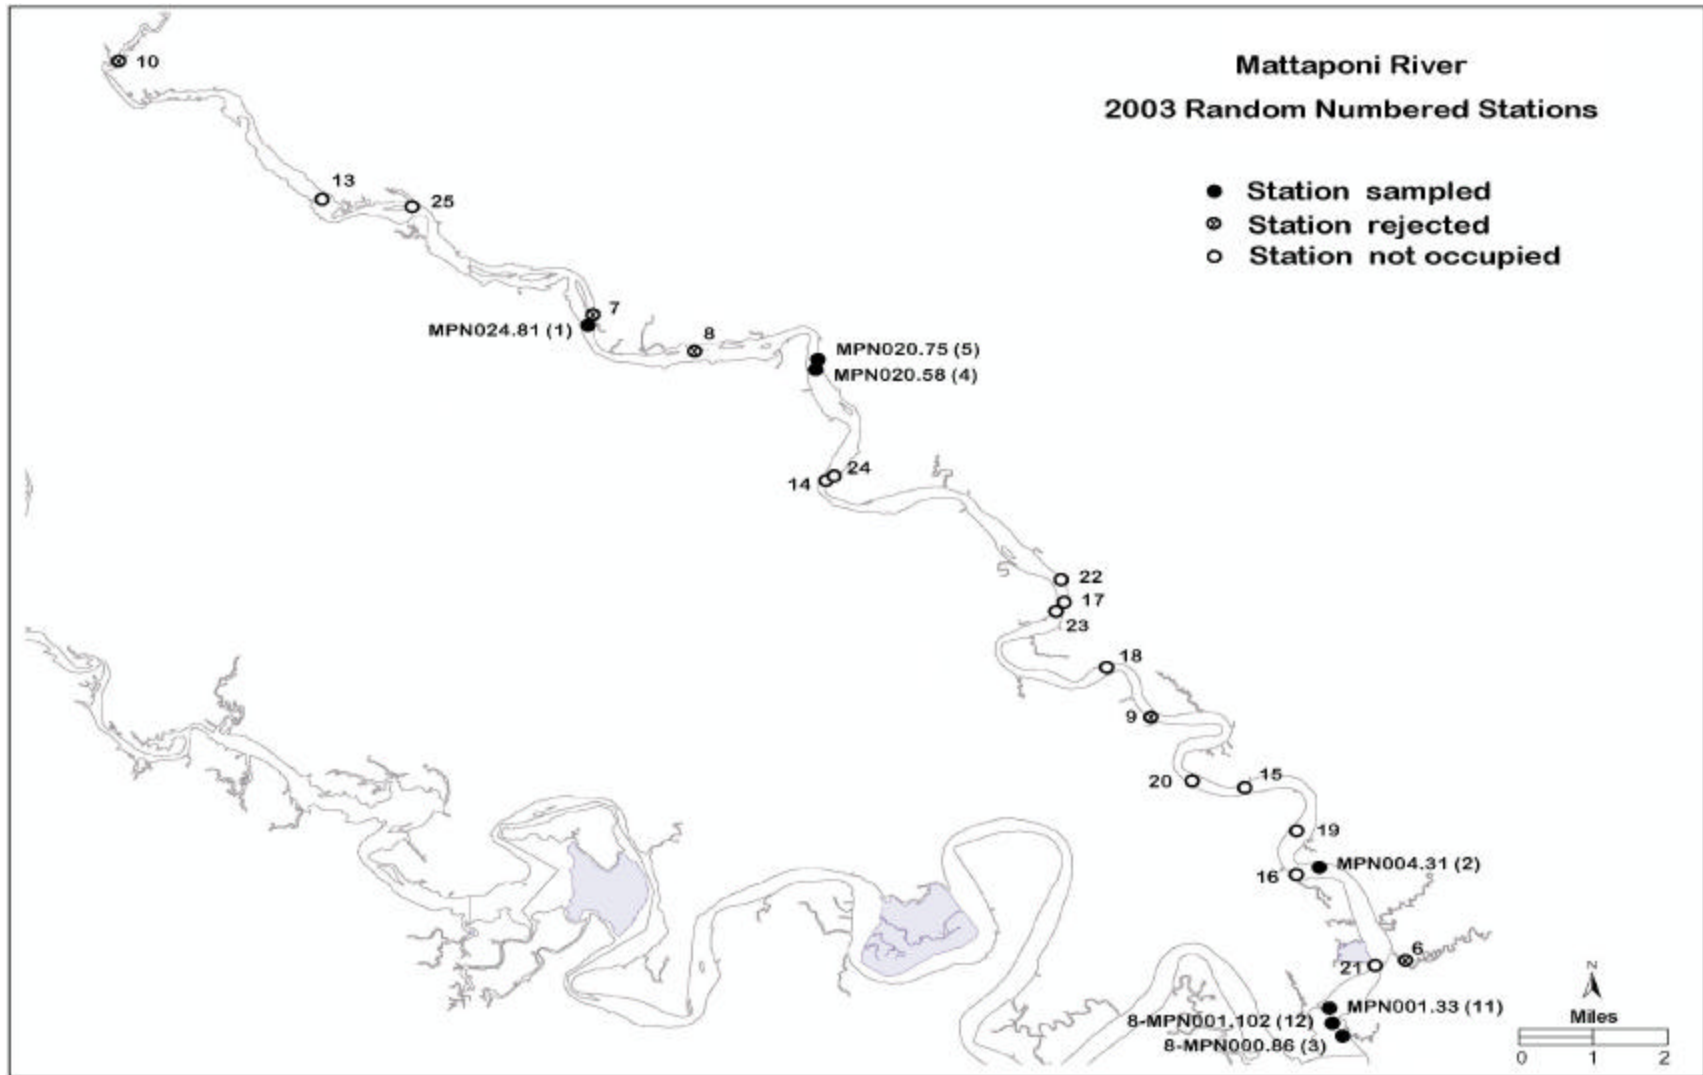 Mattaponi River
2003 Random Numbered Stations
Station sampled
Station rejected
Station not occupied
10
13
25
7
MPN024.81 (1)
8
MPN020.75 (5)
MPN020.58 (4)
24
14
22
17
23
18
9
20
15
19
MPN004.31 (2)
16
6
21
MPN001.33 (11)
8-MPN001.102 (12)
8-MPN000.86 (3)
N
Miles
0 1 2